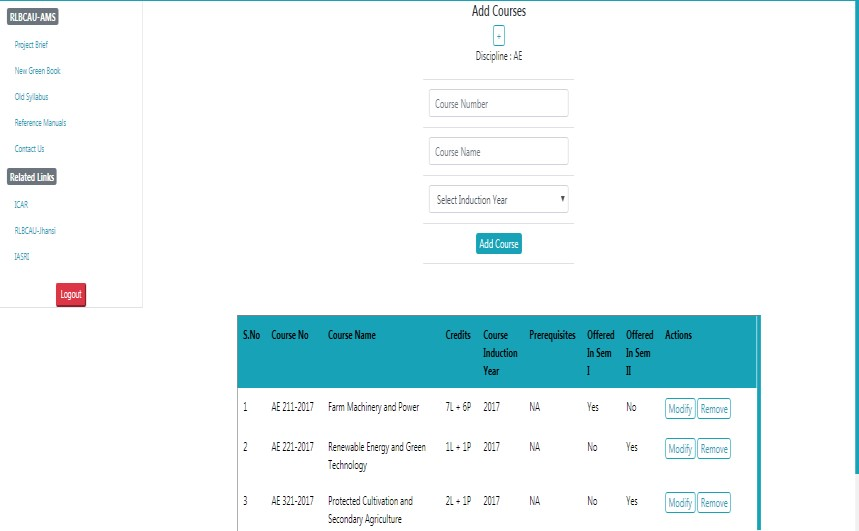 RLBCAU-AMS
Project Brief
New Green Book
Old Syllabus
Reference Manuals
Contact Us
Related Links
ICAR
RLBCAU-Jhansi
IASRI
Logout
Add Courses
+
Discipline : AE
Course Number
Course Name
Select Induction Year
Add Course
S.No Course No Course Name Credits Course Induction Year Prerequisites Offered In Sem I Offered In Sem II Actions
1 AE 211-2017 Farm Machinery and Power 7L + 6P 2017 NA Yes No Modify Remove
2 AE 221-2017 Renewable Energy and Green Technology 1L + 1P 2017 NA No Yes Modify Remove
3 AE 321-2017 Protected Cultivation and Secondary Agriculture 2L + 1P 2017 NA No Yes Modify Remove